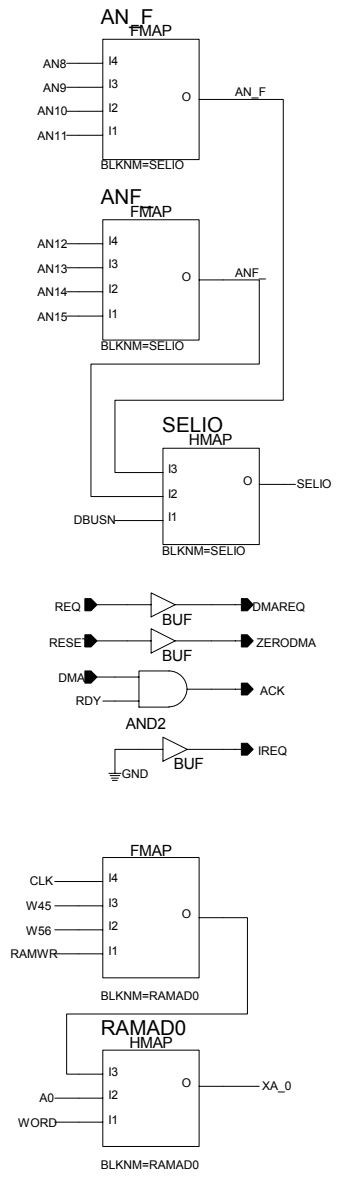 AN_F
FMAP
AN8
I4
AN9
I3
AN10
I2
AN11
I1
O
AN_F
BLKNM=SELIO
ANF_
FMAP
AN12
I4
AN13
I3
AN14
I2
AN15
I1
O
ANF_
BLKNM=SELIO
SELIO
HMAP
I3
I2
DBUSN
I1
O
SELIO
BLKNM=SELIO
REQ
BUF
DMAREQ
RESET
BUF
ZERODMA
DMA
RDY
AND2
ACK
GND
BUF
IREQ
FMAP
CLK
I4
W45
I3
W56
I2
RAMWR
I1
O
BLKNM=RAMAD0
RAMAD0
HMAP
I3
A0
I2
WORD
I1
O
XA_0
BLKNM=RAMAD0